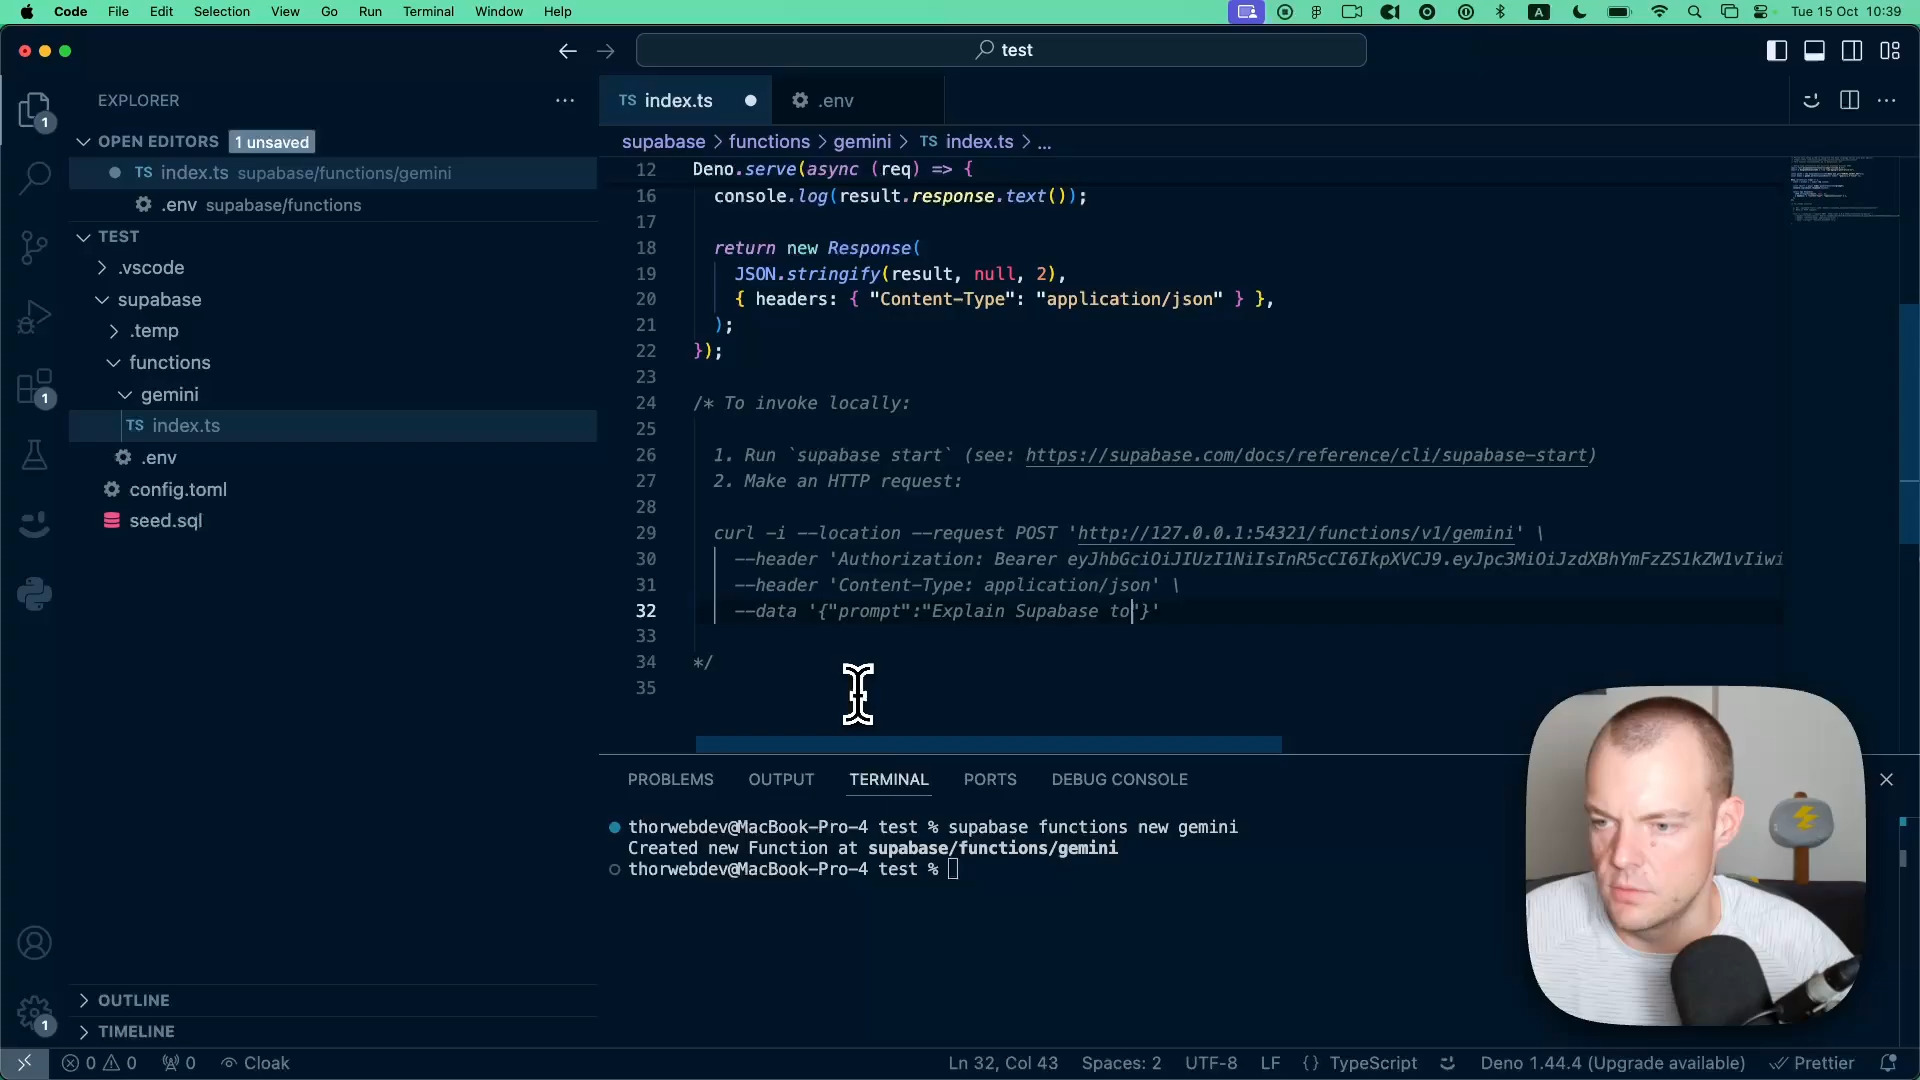 Code File Edit Selection View Go Run Terminal Window Help
A
Tue 15 Oct 10:39
test
EXPLORER
1
OPEN EDITORS 1 unsaved
TS index.ts supabase/functions/gemini
.env supabase/functions
TEST
.vscode
supabase
.temp
functions
gemini
TS index.ts
.env
config.toml
seed.sql
1
OUTLINE
TIMELINE
1
TS index.ts
.env
supabase > functions > gemini > TS index.ts > ...
12 Deno.serve(async (req) => {
16 console.log(result.response.text());
17
18 return new Response(
19 JSON.stringify(result, null, 2),
20 { headers: { "Content-Type": "application/json" } },
21 );
22 });
23
24 /* To invoke locally:
25
26 1. Run `supabase start` (see: https://supabase.com/docs/reference/cli/supabase-start)
27 2. Make an HTTP request:
28
29 curl -i --location --request POST 'http://127.0.0.1:54321/functions/v1/gemini' \
30 --header 'Authorization: Bearer eyJhbGciOiJIUzI1NiIsInR5cCI6IkpXVCJ9.eyJpc3MiOiJzdXBhYmFzZS1kZW1vIiwi
31 --header 'Content-Type: application/json' \
32 --data '{"prompt":"Explain Supabase to"}'
33
34 */
35
PROBLEMS OUTPUT TERMINAL PORTS DEBUG CONSOLE
thorwebdev@MacBook-Pro-4 test % supabase functions new gemini
Created new Function at supabase/functions/gemini
thorwebdev@MacBook-Pro-4 test %
0 0 0 Cloak
Ln 32, Col 43 Spaces: 2 UTF-8 LF {} TypeScript Deno 1.44.4 (Upgrade available) Prettier